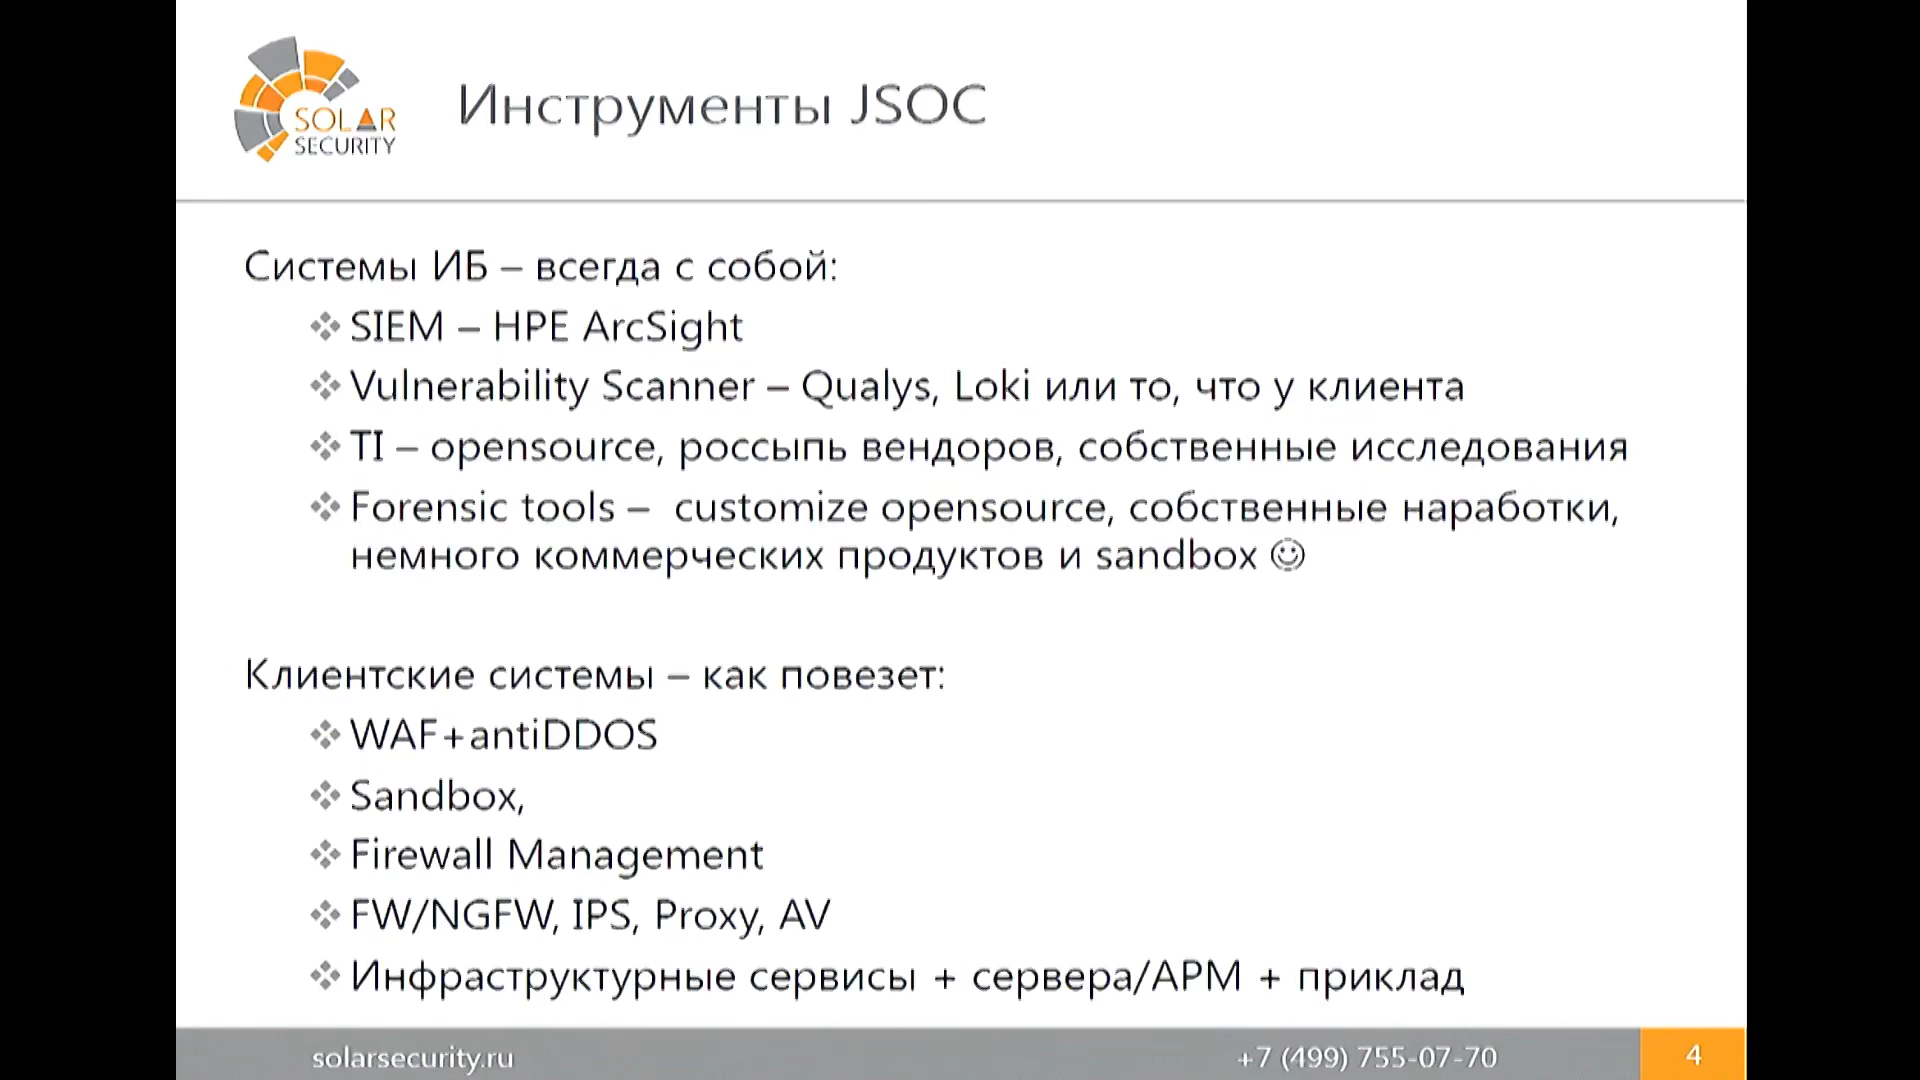 SOLAR
SECURITY
Инструменты JSOC
Системы ИБ – всегда с собой:
❖ SIEM – HPE ArcSight
❖ Vulnerability Scanner – Qualys, Loki или то, что у клиента
❖ TI – opensource, россыпь вендоров, собственные исследования
❖ Forensic tools – customize opensource, собственные наработки,
немного коммерческих продуктов и sandbox ☺
Клиентские системы – как повезет:
❖ WAF+antiDDOS
❖ Sandbox,
❖ Firewall Management
❖ FW/NGFW, IPS, Proxy, AV
❖ Инфраструктурные сервисы + сервера/АРМ + приклад
solarsecurity.ru
+7 (499) 755-07-70
4